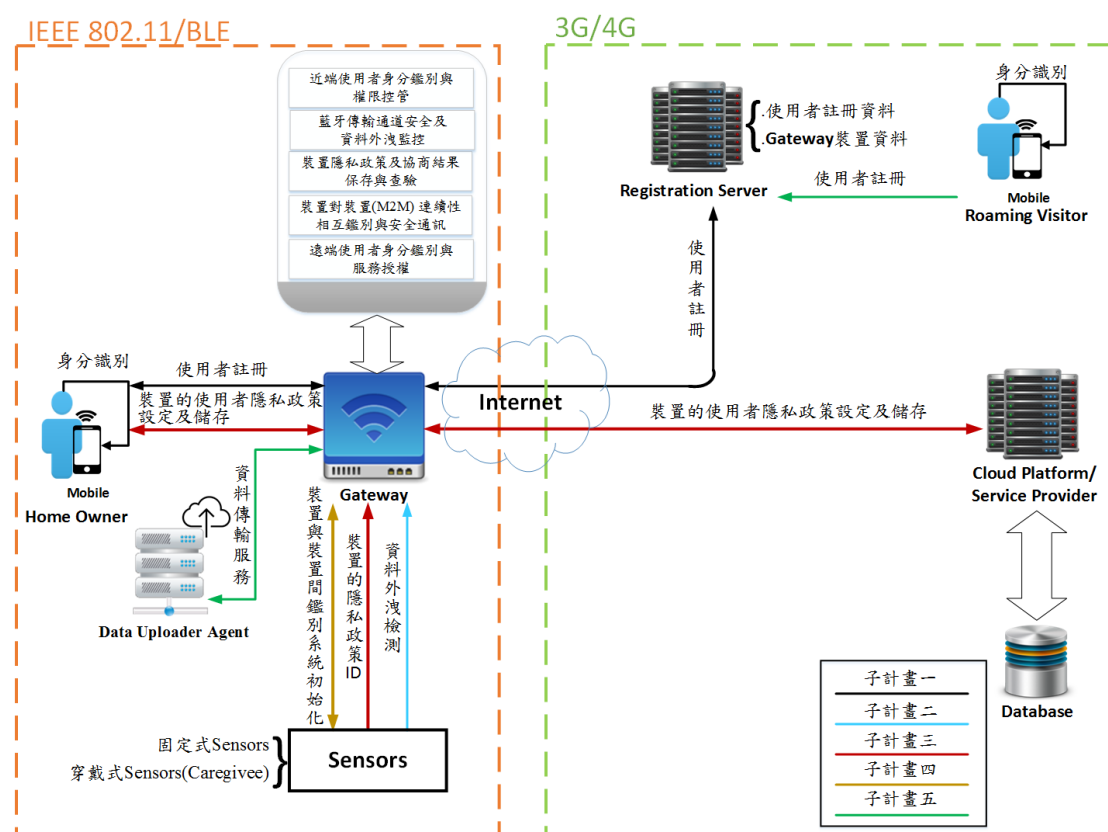 IEEE 802.11/BLE
3G/4G
近端使用者身分鑑別與
權限控管
藍牙傳輸通道安全及
資料外洩監控
裝置隱私政策及協商結果
保存與查驗
裝置對裝置(M2M) 連續性
相互鑑別與安全通訊
遠端使用者身分鑑別與
服務授權
.使用者註冊資料
.Gateway裝置資料
Registration Server
身分識別
使用者註冊
Mobile
Roaming Visitor
使用者註冊
身分識別
使用者註冊
裝置的使用者隱私政策
設定及儲存
Mobile
Home Owner
Gateway
Internet
裝置的使用者隱私政策設定及儲存
Cloud Platform/
Service Provider
資料傳輸服務
Data Uploader Agent
裝置與裝置間鑑別系統初始化
裝置的隱私政策ID
資料外洩檢測
固定式Sensors
穿戴式Sensors(Caregivee)
Sensors
Database
子計畫一
子計畫二
子計畫三
子計畫四
子計畫五